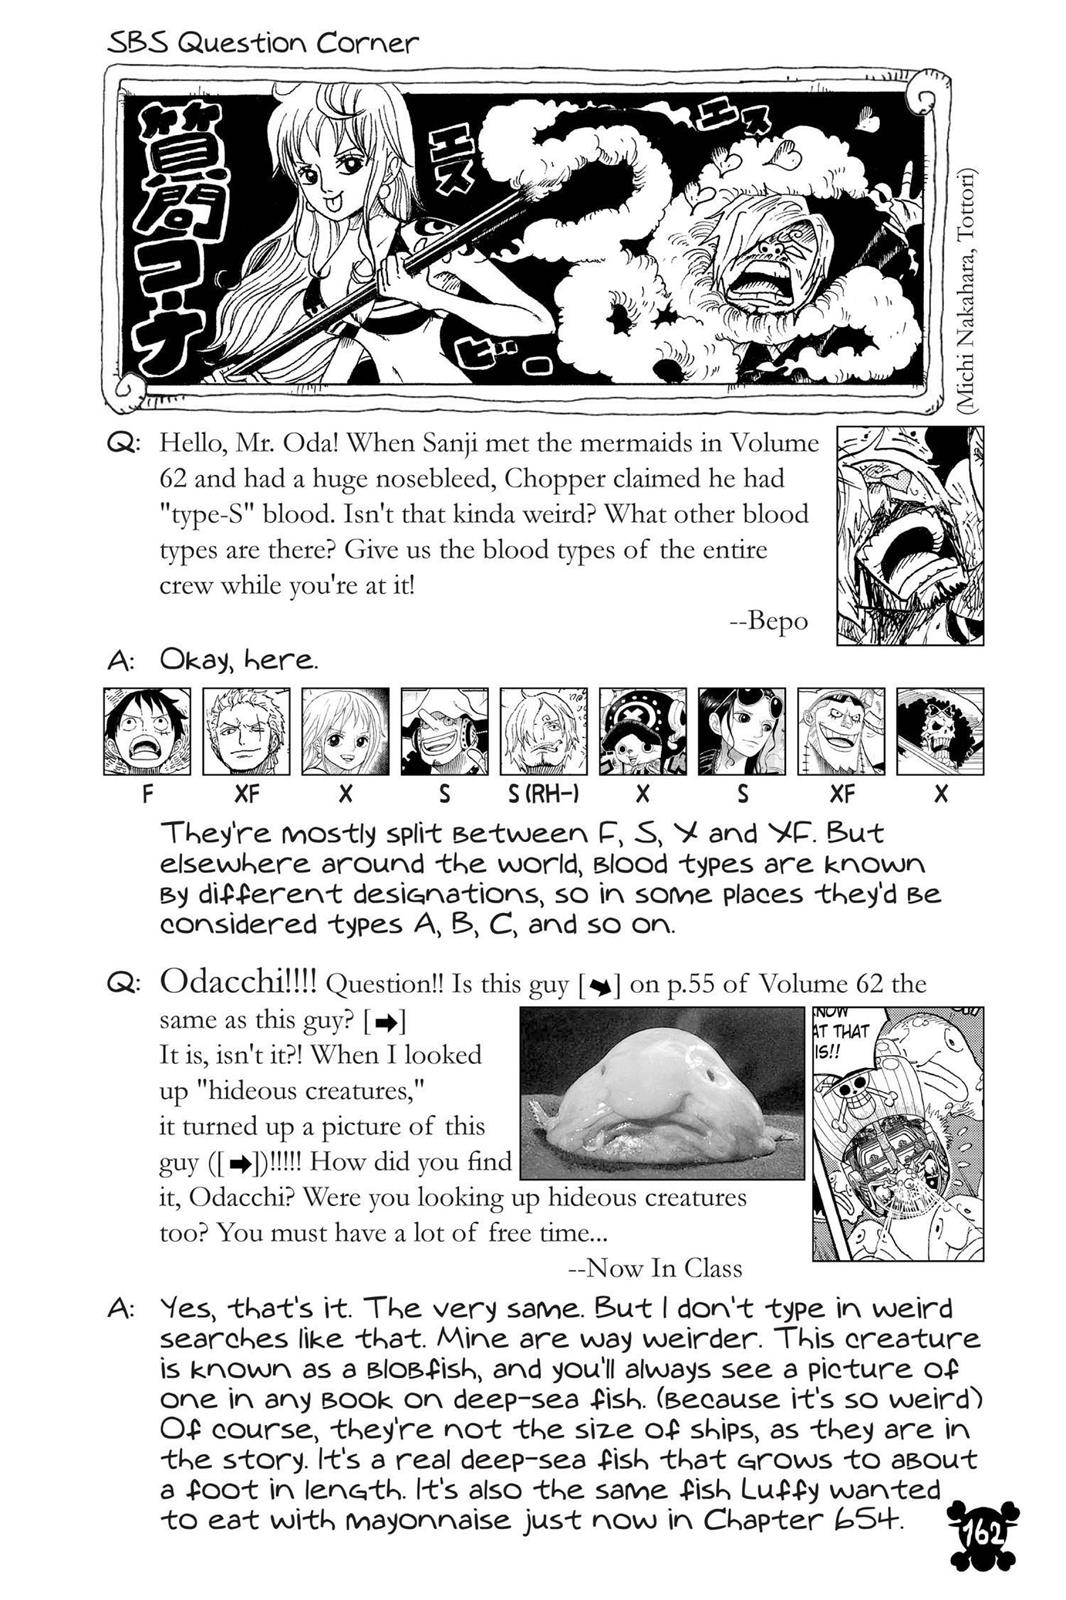 SBS Question Corner
質問コーナー
エス
エス
ビー
(Michi Nakahara, Tottori)
Q: Hello, Mr. Oda! When Sanji met the mermaids in Volume
62 and had a huge nosebleed, Chopper claimed he had
"type-S" blood. Isn't that kinda weird? What other blood
types are there? Give us the blood types of the entire
crew while you're at it!
--Bepo
A: Okay, here.
F XF X S S (RH-) X S XF X
They're mostly split between F, S, X and XF. But
elsewhere around the world, blood types are known
by different designations, so in some places they'd be
considered types A, B, C, and so on.
Q: Odacchi!!!! Question!! Is this guy [➡] on p.55 of Volume 62 the
same as this guy? [➡]
It is, isn't it?! When I looked
up "hideous creatures,"
it turned up a picture of this
guy ([➡])!!!!! How did you find
it, Odacchi? Were you looking up hideous creatures
too? You must have a lot of free time...
--Now In Class
KNOW
AT THAT
IS!!
A: Yes, that's it. The very same. But I don't type in weird
searches like that. Mine are way weirder. This creature
is known as a blobfish, and you'll always see a picture of
one in any book on deep-sea fish. (because it's so weird)
Of course, they're not the size of ships, as they are in
the story. It's a real deep-sea fish that grows to about
a foot in length. It's also the same fish Luffy wanted
to eat with mayonnaise just now in Chapter 654.
162